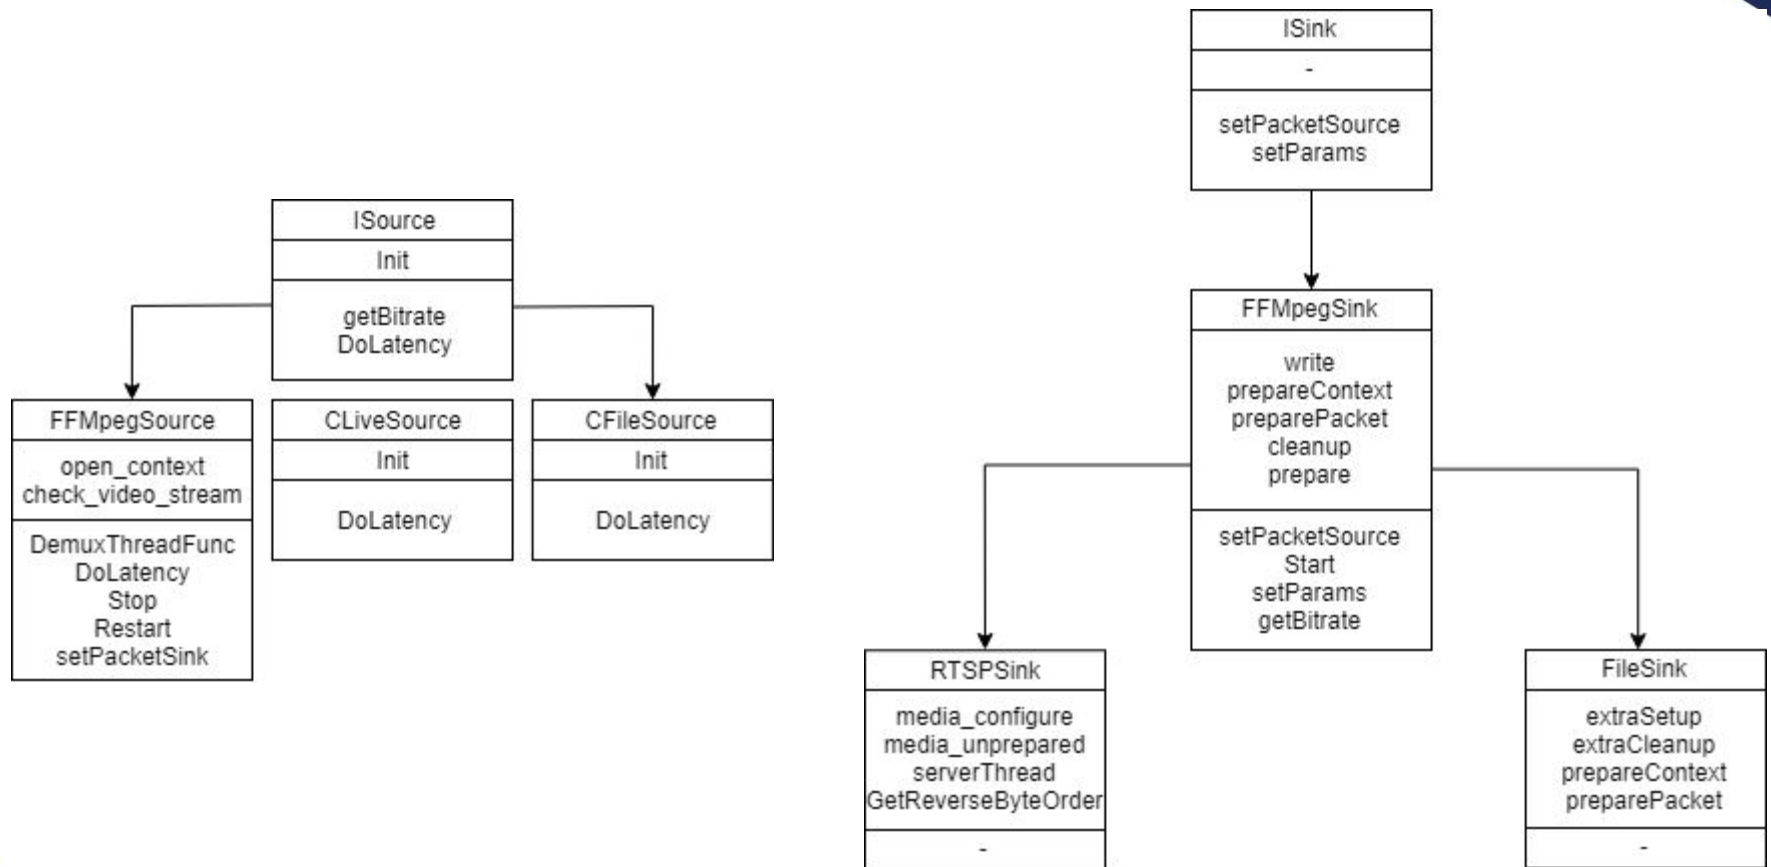 ISource
Init
getBitrate
DoLatency
FFMpegSource
open_context
check_video_stream
DemuxThreadFunc
DoLatency
Stop
Restart
setPacketSink
CLiveSource
Init
DoLatency
CFileSource
Init
DoLatency
ISink
-
setPacketSource
setParams
FFMpegSink
write
prepareContext
preparePacket
cleanup
prepare
setPacketSource
Start
setParams
getBitrate
RTSPSink
media_configure
media_unprepared
serverThread
GetReverseByteOrder
-
FileSink
extraSetup
extraCleanup
prepareContext
preparePacket
-